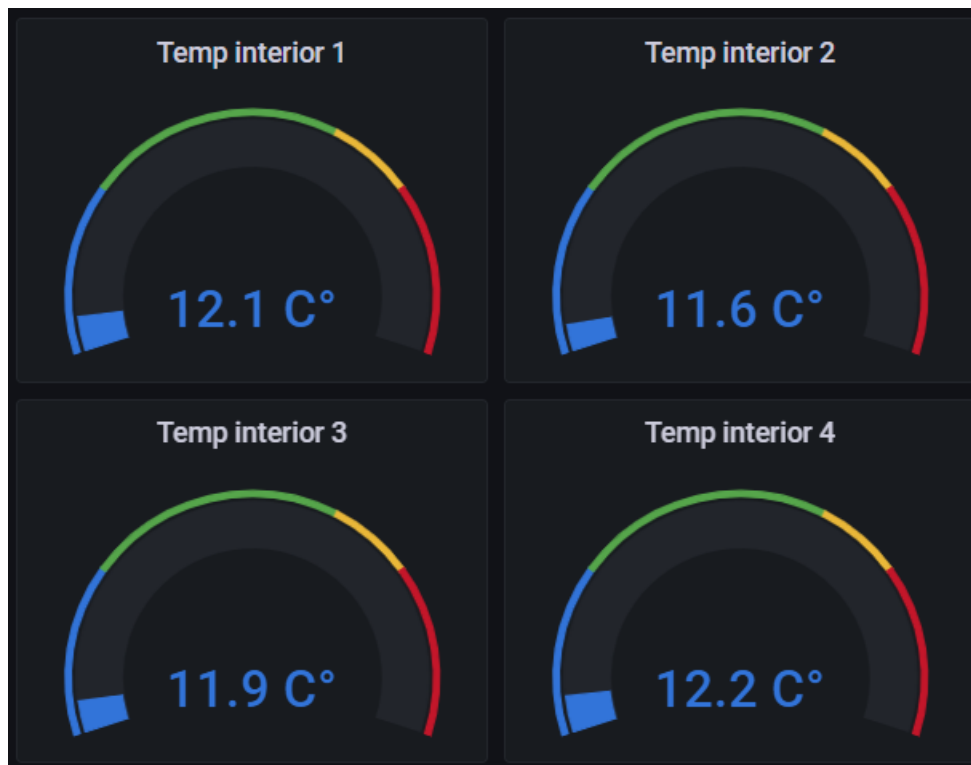 Temp interior 1
12.1 C°
Temp interior 2
11.6 C°
Temp interior 3
11.9 C°
Temp interior 4
12.2 C°